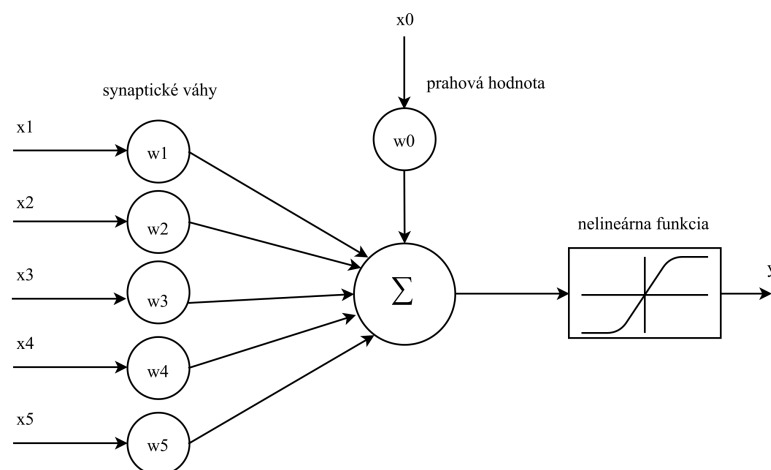 x0
synaptické váhy
prahová hodnota
x1
w1
w0
x2
w2
nelineárna funkcia
x3
w3
Σ
y
x4
w4
x5
w5